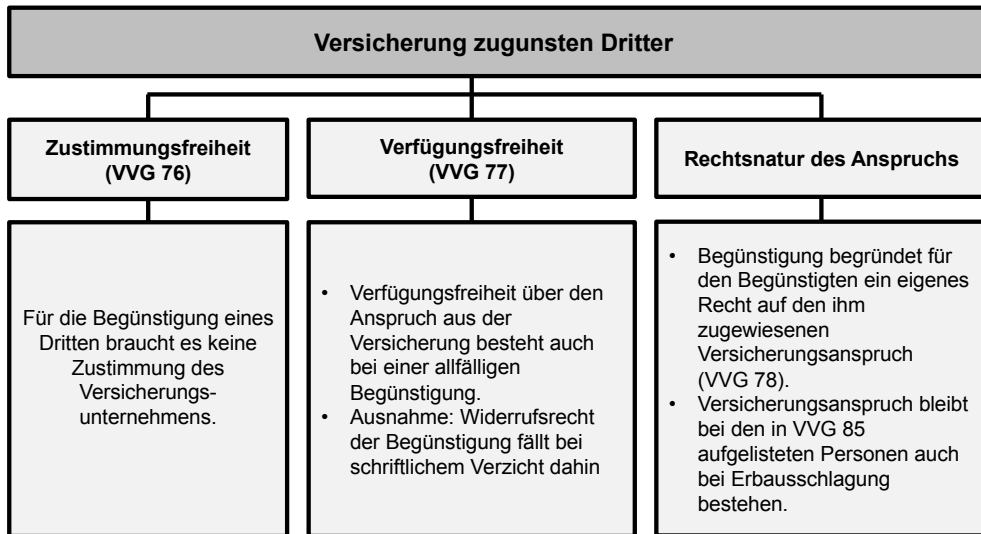 Versicherung zugunsten Dritter
Zustimmungsfreiheit
(VVG 76)
Für die Begünstigung eines
Dritten braucht es keine
Zustimmung des
Versicherungs-
unternehmens.
Verfügungsfreiheit
(VVG 77)
• Verfügungsfreiheit über den
Anspruch aus der
Versicherung besteht auch
bei einer allfälligen
Begünstigung.
• Ausnahme: Widerrufsrecht
der Begünstigung fällt bei
schriftlichem Verzicht dahin
Rechtsnatur des Anspruchs
• Begünstigung begründet für
den Begünstigten ein eigenes
Recht auf den ihm
zugewiesenen
Versicherungsanspruch
(VVG 78).
• Versicherungsanspruch bleibt
bei den in VVG 85
aufgelisteten Personen auch
bei Erbausschlagung
bestehen.